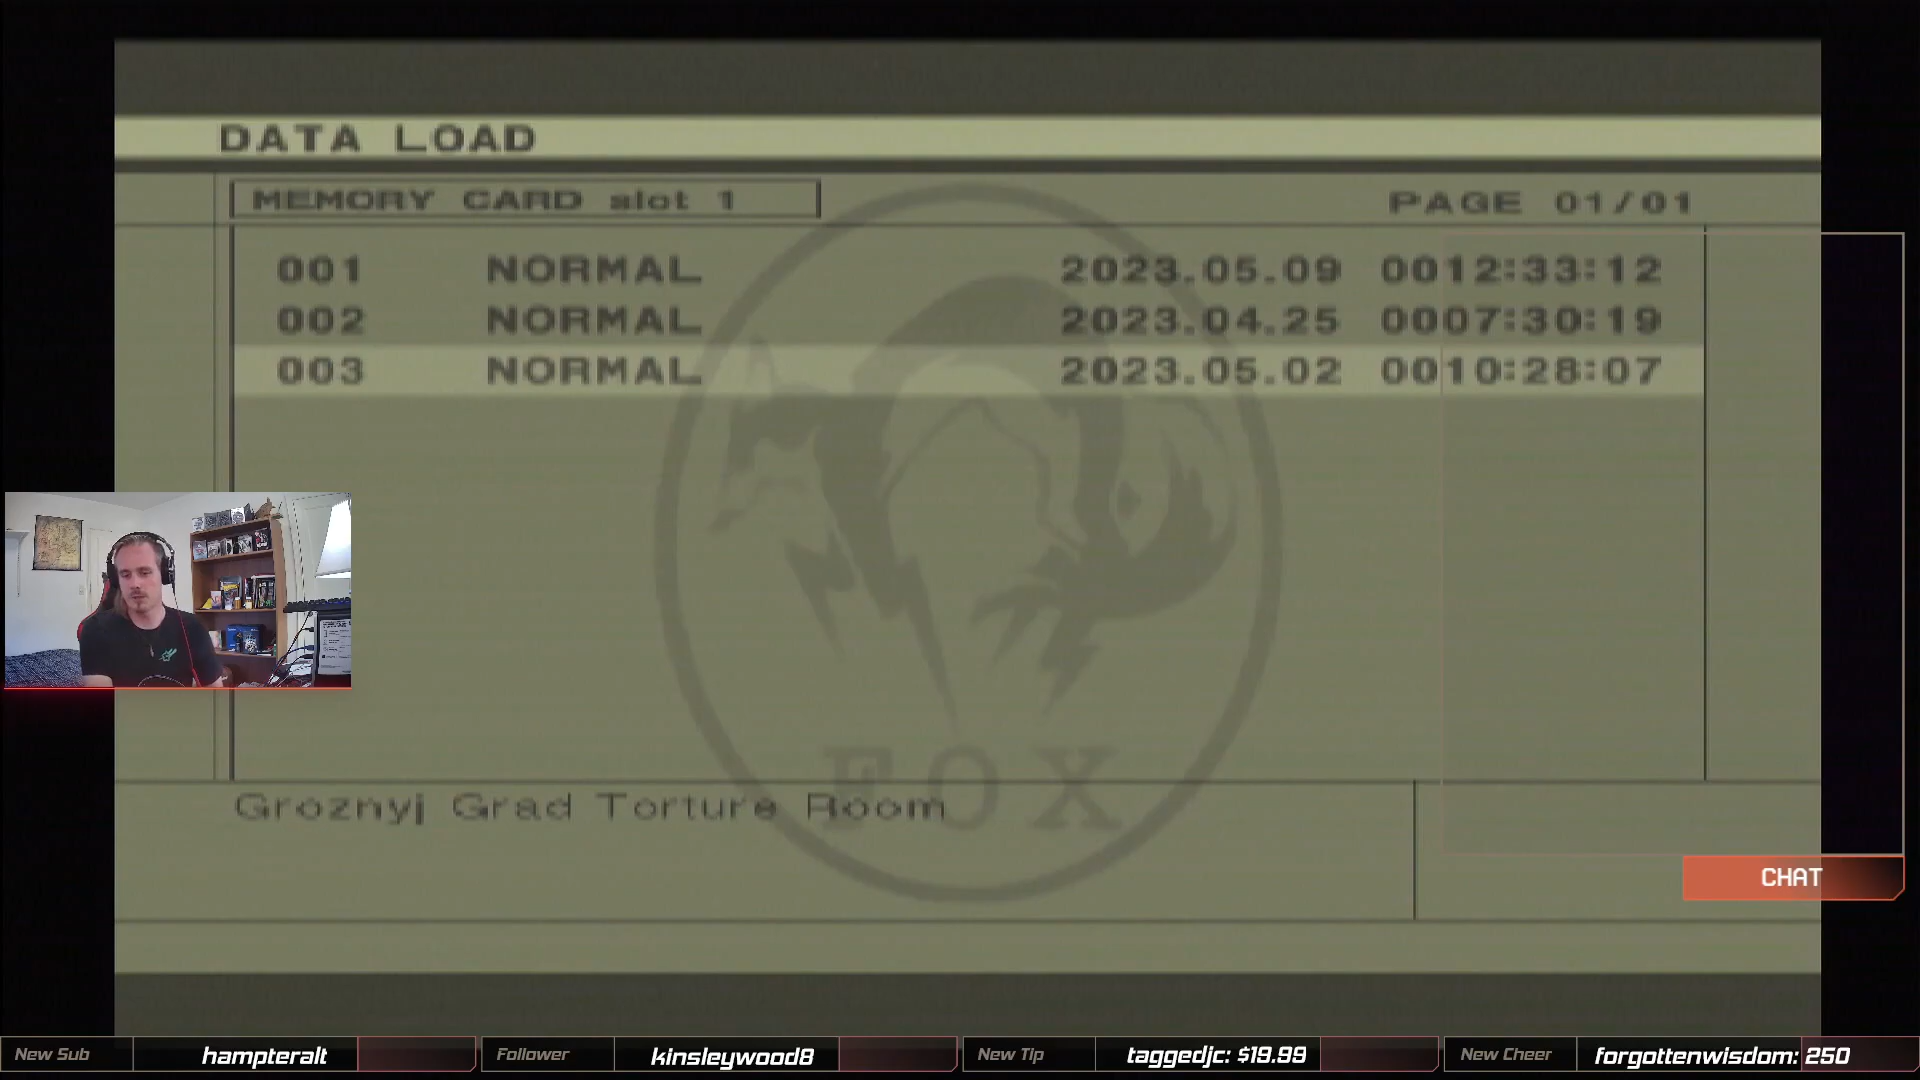 DATA LOAD
MEMORY CARD slot 1
PAGE 01/01
001 NORMAL 2023.05.09 0012:33:12
002 NORMAL 2023.04.25 0007:30:19
003 NORMAL 2023.05.02 0010:28:07
FOX
Groznyj Grad Torture Room
CHAT
New Sub hampteralt Follower kinsleywood8 New Tip taggedjc: $19.99 New Cheer forgottenwisdom: 250